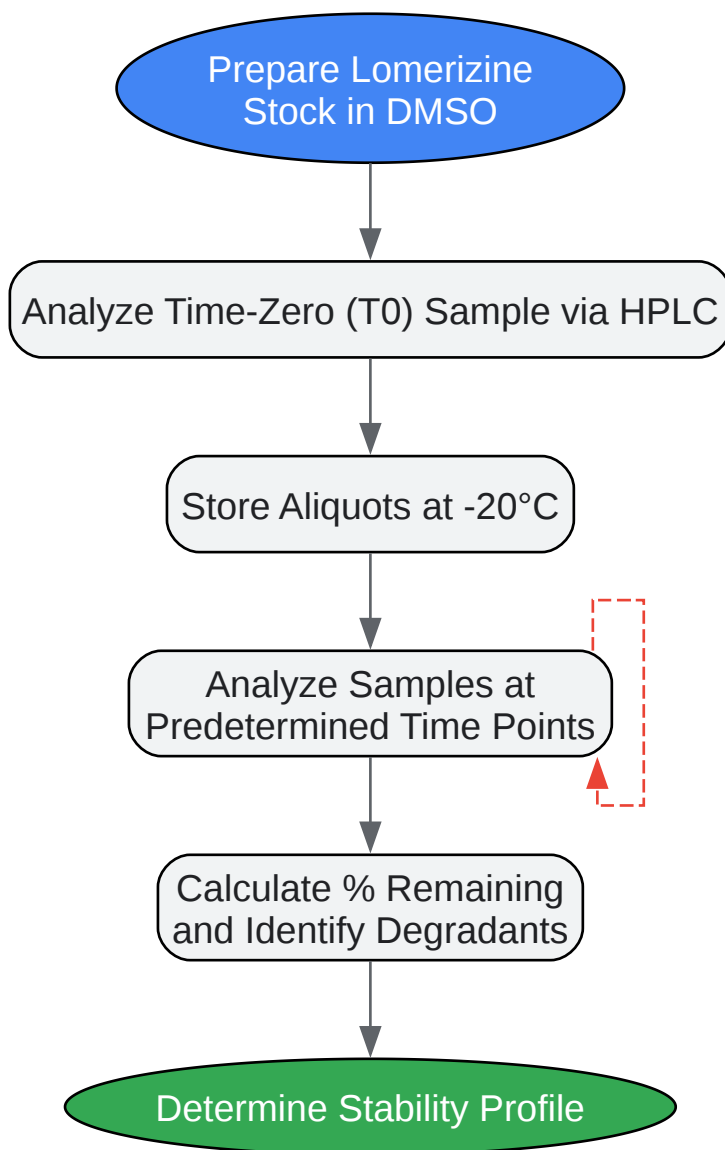 Prepare Lomerizine
Stock in DMSO
Analyze Time-Zero (T0) Sample via HPLC
Store Aliquots at -20°C
Analyze Samples at
Predetermined Time Points
Calculate % Remaining
and Identify Degradants
Determine Stability Profile